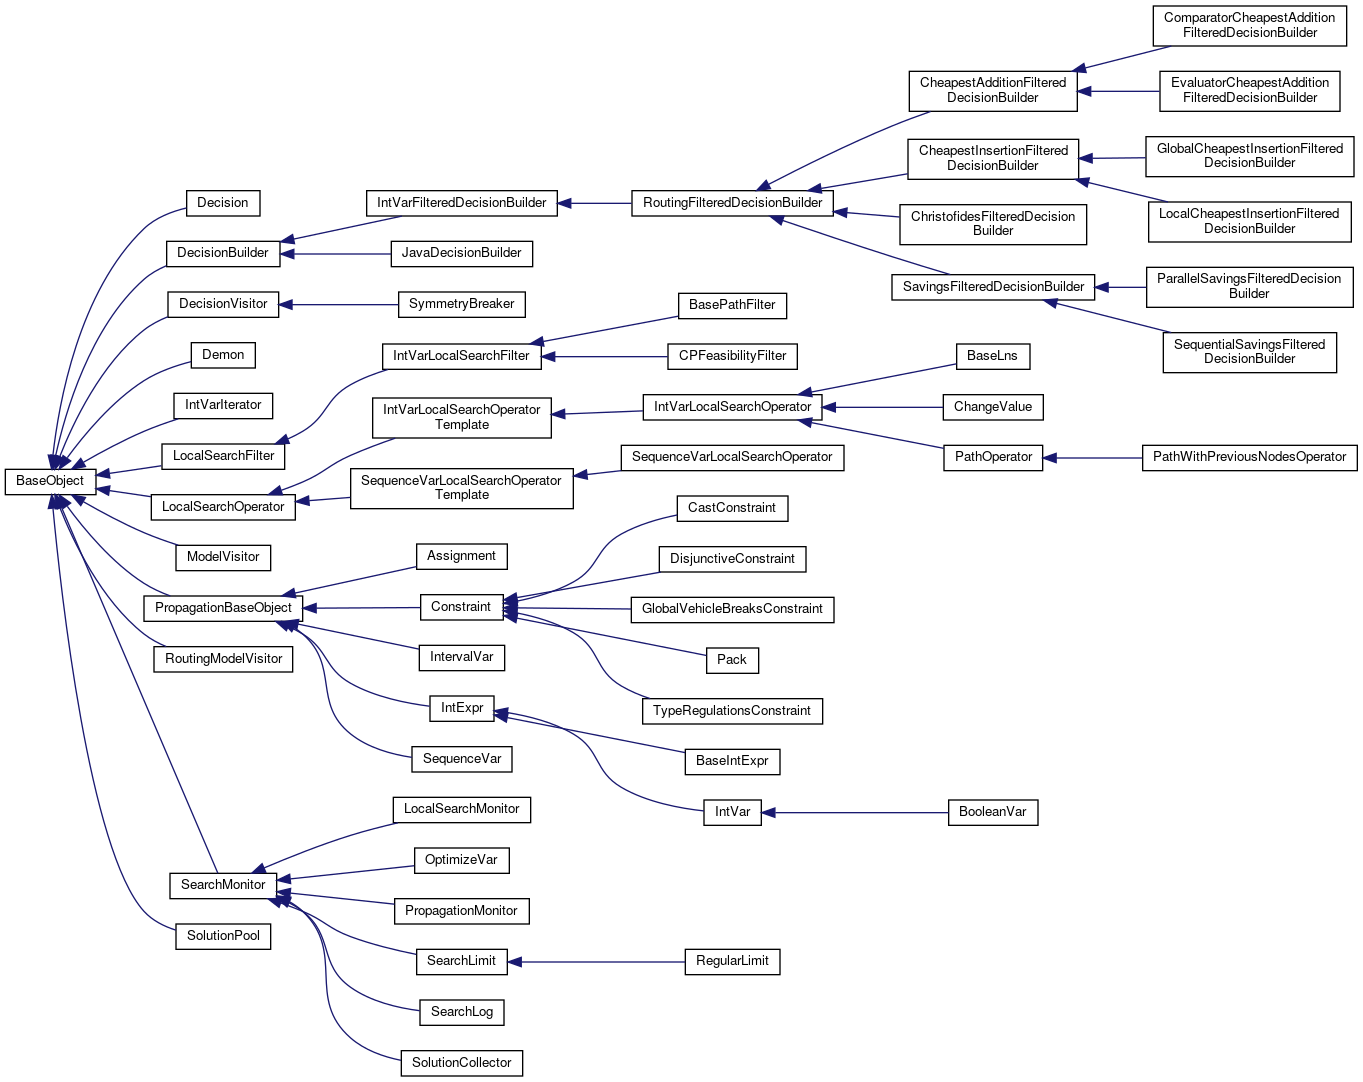 ComparatorCheapestAddition
FilteredDecisionBuilder
CheapestAdditionFiltered
DecisionBuilder
EvaluatorCheapestAddition
FilteredDecisionBuilder
CheapestInsertionFiltered
DecisionBuilder
GlobalCheapestInsertionFiltered
DecisionBuilder
Decision
IntVarFilteredDecisionBuilder
RoutingFilteredDecisionBuilder
ChristofidesFilteredDecision
Builder
LocalCheapestInsertionFiltered
DecisionBuilder
DecisionBuilder
JavaDecisionBuilder
SavingsFilteredDecisionBuilder
ParallelSavingsFilteredDecision
Builder
DecisionVisitor
SymmetryBreaker
BasePathFilter
SequentialSavingsFiltered
DecisionBuilder
Demon
IntVarLocalSearchFilter
CPFeasibilityFilter
BaseLns
IntVarIterator
IntVarLocalSearchOperator
Template
IntVarLocalSearchOperator
ChangeValue
LocalSearchFilter
SequenceVarLocalSearchOperator
PathOperator
PathWithPreviousNodesOperator
BaseObject
LocalSearchOperator
SequenceVarLocalSearchOperator
Template
CastConstraint
ModelVisitor
Assignment
DisjunctiveConstraint
PropagationBaseObject
Constraint
GlobalVehicleBreaksConstraint
RoutingModelVisitor
IntervalVar
Pack
IntExpr
TypeRegulationsConstraint
SequenceVar
BaseIntExpr
LocalSearchMonitor
IntVar
BooleanVar
OptimizeVar
SearchMonitor
PropagationMonitor
SolutionPool
SearchLimit
RegularLimit
SearchLog
SolutionCollector